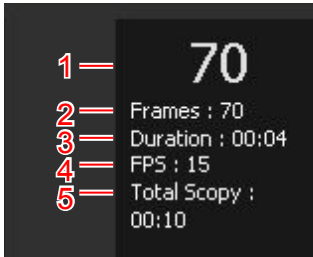 1 70
2 Frames : 70
3 Duration : 00:04
4 FPS : 15
5 Total Scopy :
00:10